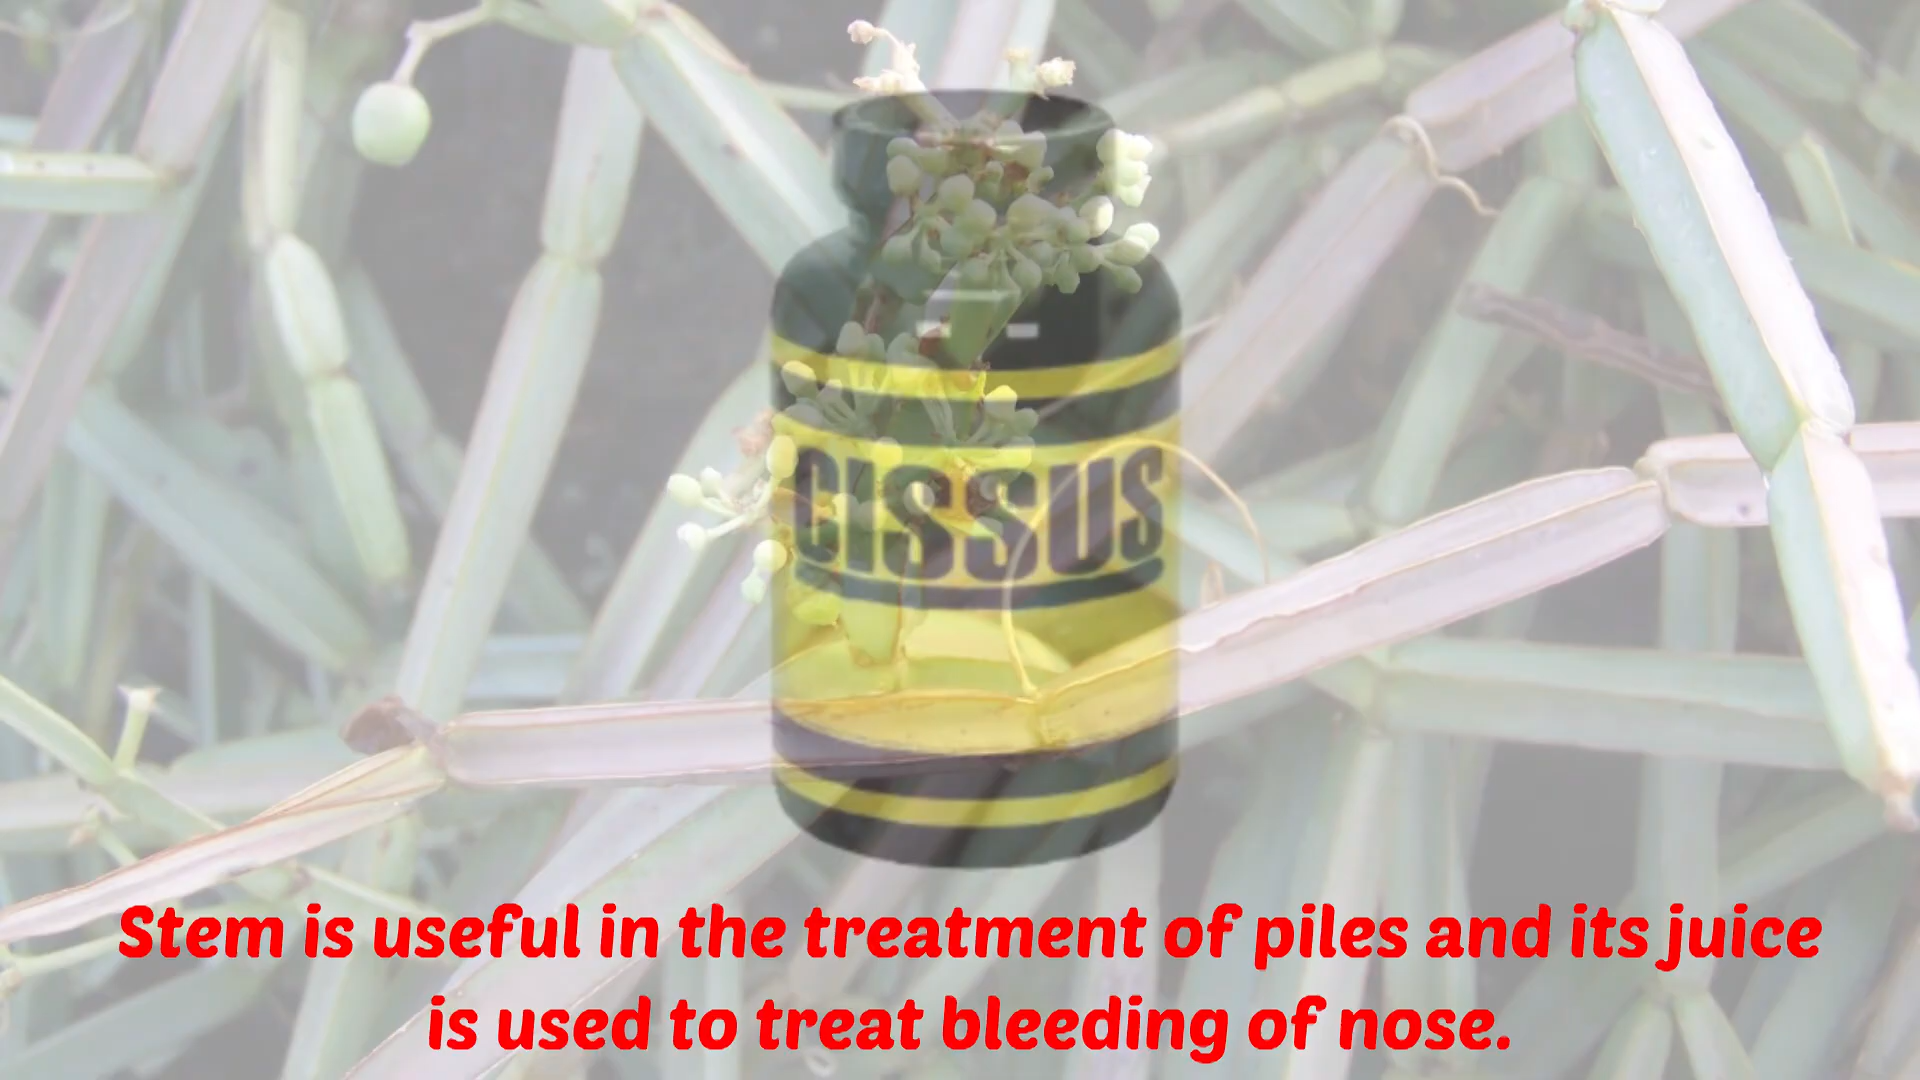 CISSUS
Stem is useful in the treatment of piles and its juice
is used to treat bleeding of nose.